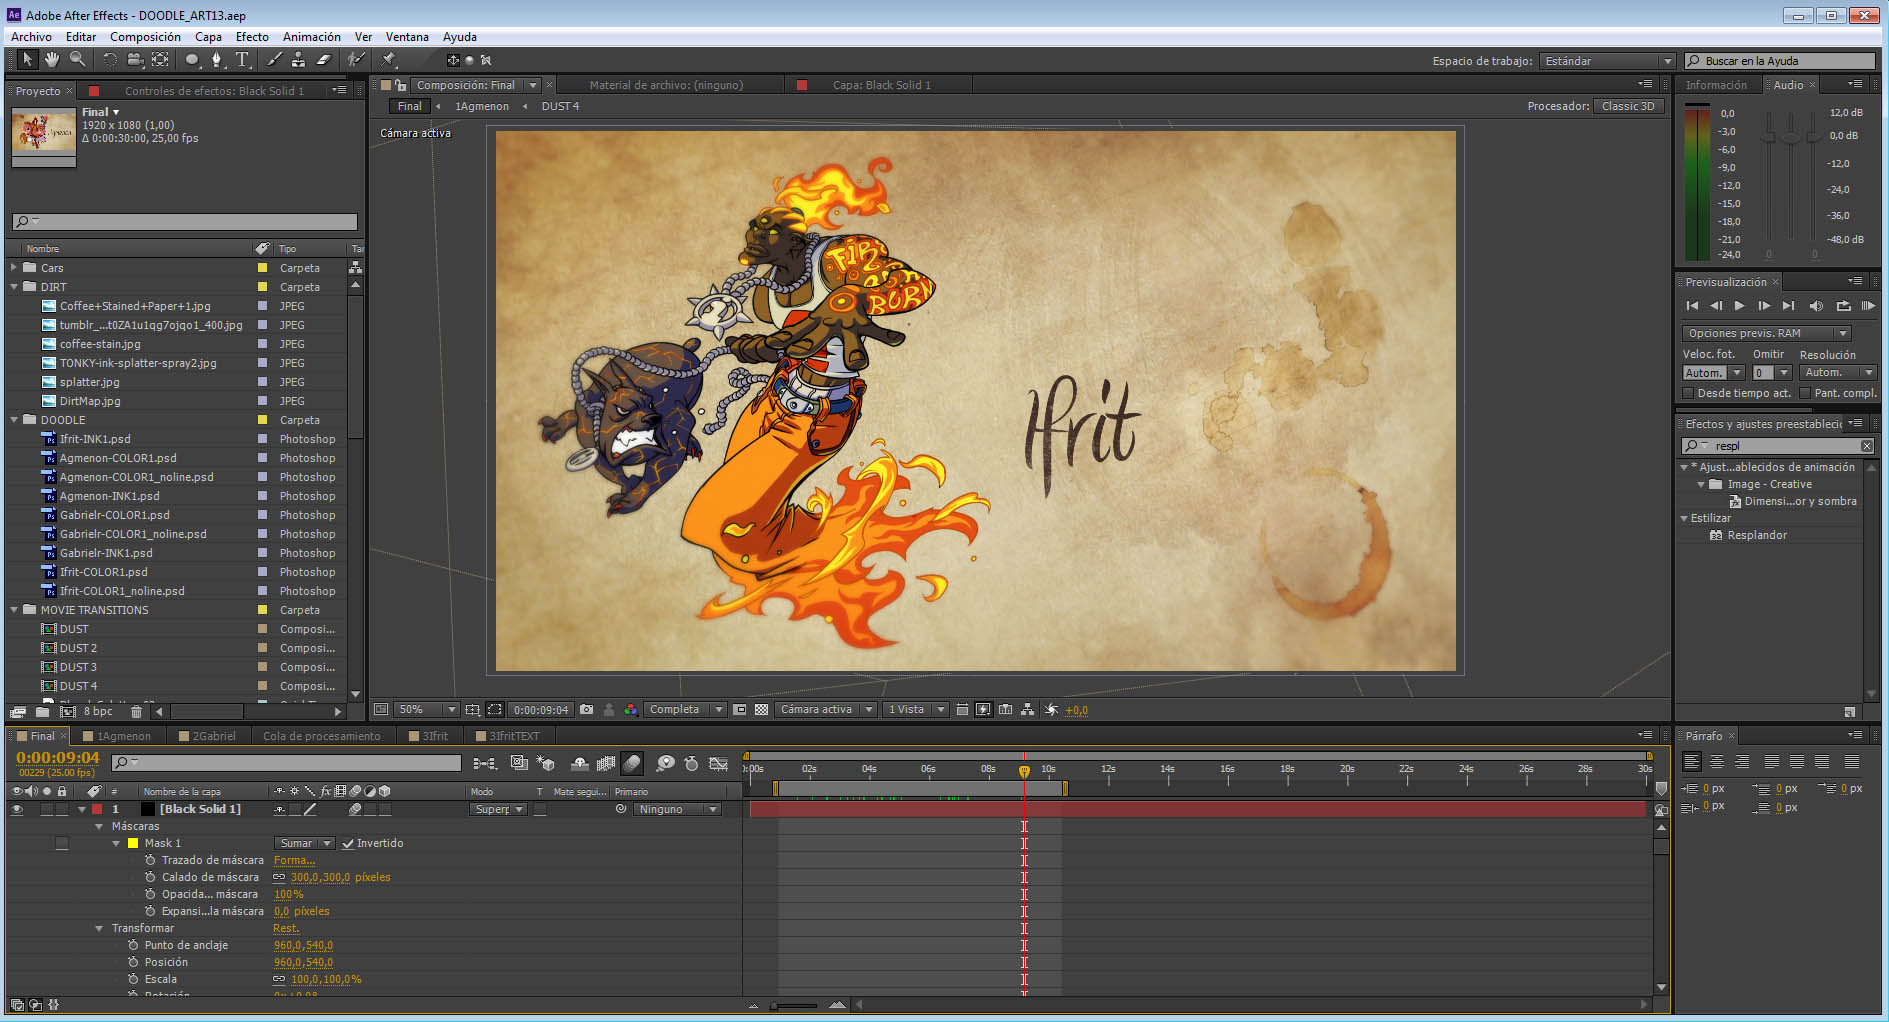 Adobe After Effects - DOODLE_ART13.aep
Archivo Editar Composición Capa Efecto Animación Ver Ventana Ayuda
Espacio de trabajo: Estándar Buscar en la Ayuda
Proyecto Controles de efectos: Black Solid 1
Final
1920 x 1080 (1,00)
Δ 0:00:30:00, 25,00 fps
Nombre Tipo
Cars Carpeta
DIRT Carpeta
Coffee+Stained+Paper+1.jpg JPEG
tumblr_...t0ZA1u1qg7ojqo1_400.jpg JPEG
coffee-stain.jpg JPEG
TONKY-ink-splatter-spray2.jpg JPEG
splatter.jpg JPEG
DirtMap.jpg JPEG
DOODLE Carpeta
Ifrit-INK1.psd Photoshop
Agmenon-COLOR1.psd Photoshop
Agmenon-COLOR1_noline.psd Photoshop
Agmenon-INK1.psd Photoshop
Gabrielr-COLOR1.psd Photoshop
Gabrielr-COLOR1_noline.psd Photoshop
Gabrielr-INK1.psd Photoshop
Ifrit-COLOR1.psd Photoshop
Ifrit-COLOR1_noline.psd Photoshop
MOVIE TRANSITIONS Carpeta
DUST Composi...
DUST 2 Composi...
DUST 3 Composi...
DUST 4 Composi...
8 bpc
Composición: Final Material de archivo: (ninguno) Capa: Black Solid 1
Final 1Agmenon DUST 4 Procesador: Classic 3D
Cámara activa
BORN
Ifrit
50% 0:00:09:04 Completa Cámara activa 1 Vista +0,0
Información Audio
0,0
-3,0
-6,0
-9,0
-12,0
-15,0
-18,0
-21,0
-24,0
12,0 dB
0,0 dB
-12,0
-24,0
-36,0
-48,0 dB
0 0
Previsualización
Opciones previs. RAM
Veloc. fot. Omitir Resolución
Autom. 0 Autom.
Desde tiempo act. Pant. compl.
Efectos y ajustes preestableci
respl
* Ajust...ablecidos de animación
Image - Creative
Dimensi...or y sombra
Estilizar
Resplandor
Final 1Agmenon 2Gabriel Cola de procesamiento 3Ifrit 3IfritTEXT
0:00:09:04
00229 (25.00 fps)
:00s 02s 04s 06s 08s 10s 12s 14s 16s 18s 20s 22s 24s 26s 28s 30s
# Nombre de la capa fx Modo T Mate segui... Primario
1 [Black Solid 1] Superp Ninguno
Máscaras
Mask 1 Sumar Invertido
Trazado de máscara Forma...
Calado de máscara 300,0,300,0 píxeles
Opacida... máscara 100%
Expansi...la máscara 0,0 píxeles
Transformar Rest.
Punto de anclaje 960,0,540,0
Posición 960,0,540,0
Escala 100,0,100,0%
Párrafo
0 px 0 px 0 px
0 px 0 px